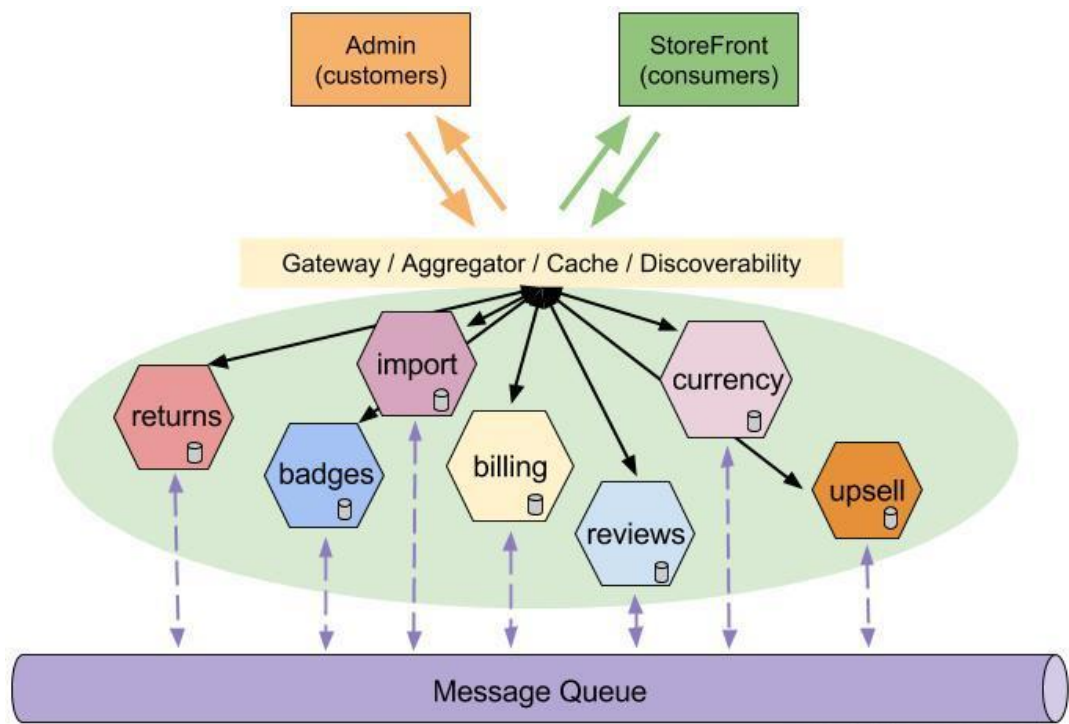 Admin
(customers)
StoreFront
(consumers)
Gateway / Aggregator / Cache / Discoverability
import
currency
returns
badges
billing
upsell
reviews
Message Queue